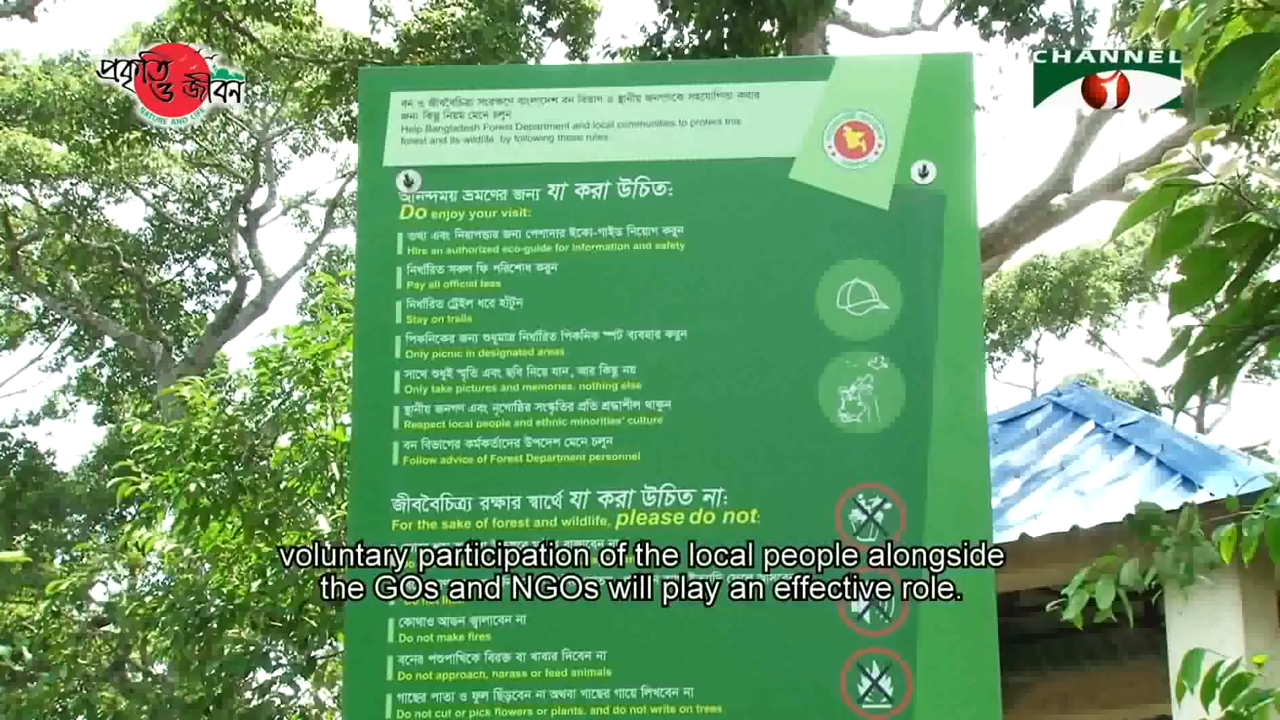 প্রকৃতি ও জীবন
NATURE AND LIFE
CHANNEL
বন ও জীববৈচিত্র্য সংরক্ষণে বাংলাদেশ বন বিভাগ ও স্থানীয় জনগণকে সহযোগিতা করার
জন্য কিছু নিয়ম মেনে চলুন
Help Bangladesh Forest Department and local communities to protect this
forest and its wildlife by following these rules
আনন্দময় ভ্রমণের জন্য যা করা উচিত:
Do enjoy your visit:
তথ্য এবং নিরাপত্তার জন্য পেশাদার ইকো-গাইড নিয়োগ করুন
Hire an authorized eco-guide for information and safety
নির্ধারিত সকল ফি পরিশোধ করুন
Pay all official fees
নির্ধারিত ট্রেইল ধরে হাঁটুন
Stay on trails
পিকনিকের জন্য শুধুমাত্র নির্ধারিত পিকনিক স্পট ব্যবহার করুন
Only picnic in designated areas
সাথে শুধুই স্মৃতি এবং ছবি নিয়ে যান, আর কিছু নয়
Only take pictures and memories, nothing else
স্থানীয় জনগণ এবং নৃগোষ্ঠির সংস্কৃতির প্রতি শ্রদ্ধাশীল থাকুন
Respect local people and ethnic minorities' culture
বন বিভাগের কর্মকর্তাদের উপদেশ মেনে চলুন
Follow advice of Forest Department personnel
জীববৈচিত্র্য রক্ষার স্বার্থে যা করা উচিত না:
For the sake of forest and wildlife, please do not:
voluntary participation of the local people alongside
the GOs and NGOs will play an effective role.
কোথাও আগুন জ্বালাবেন না
Do not make fires
বনের পশুপাখিকে বিরক্ত বা খাবার দিবেন না
Do not approach, harass or feed animals
গাছের পাতা ও ফুল ছিঁড়বেন না অথবা গাছের গায়ে লিখবেন না
Do not cut or pick flowers or plants, and do not write on trees